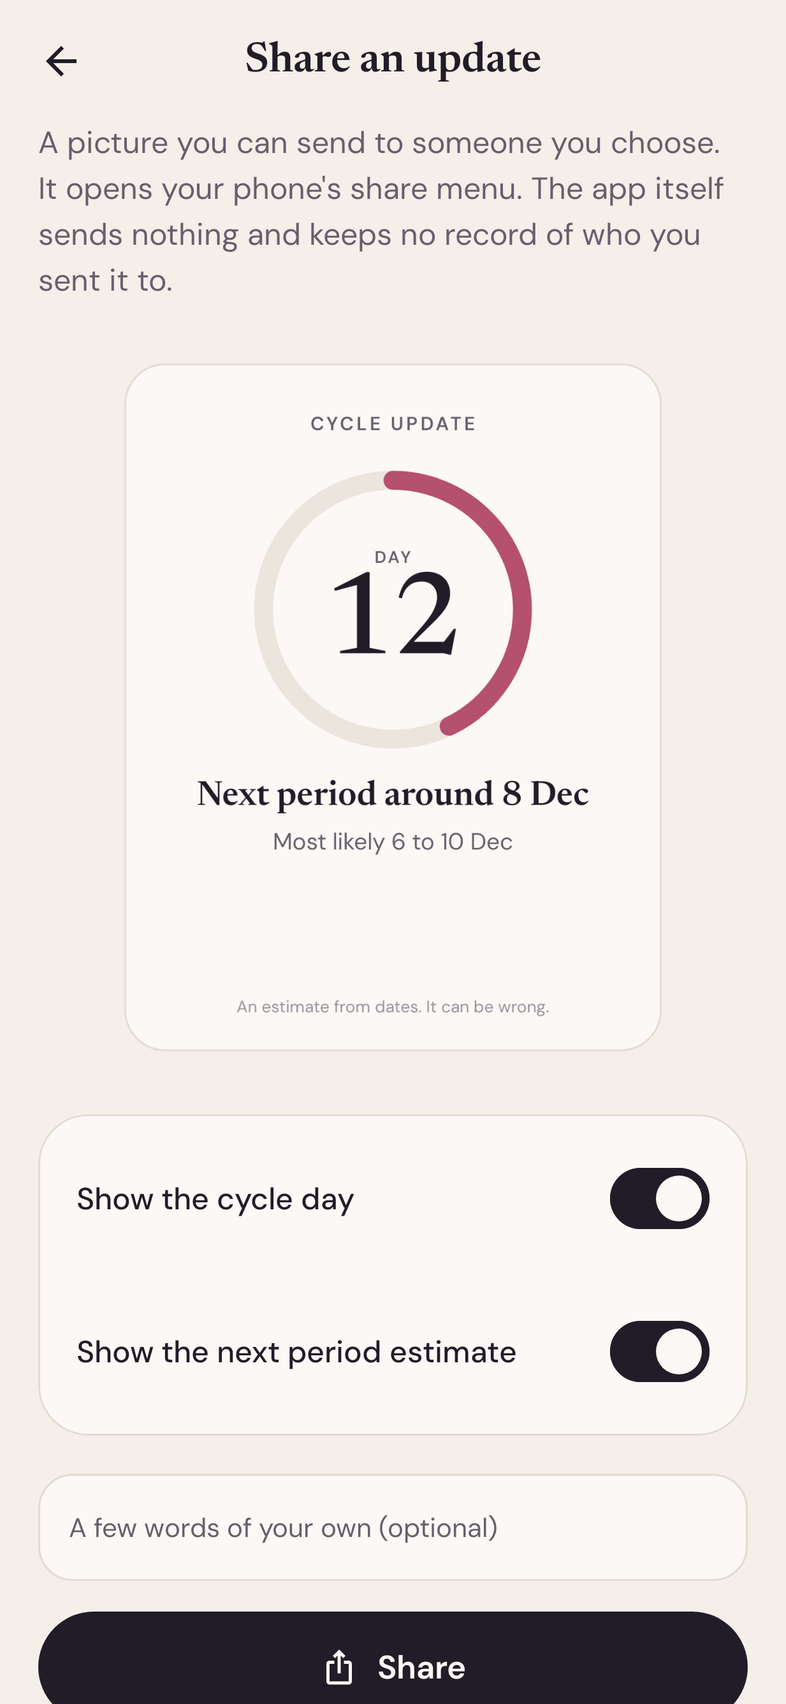 Share an update
A picture you can send to someone you choose.
It opens your phone's share menu. The app itself
sends nothing and keeps no record of who you
sent it to.
CYCLE UPDATE
DAY
12
Next period around 8 Dec
Most likely 6 to 10 Dec
An estimate from dates. It can be wrong.
Show the cycle day
Show the next period estimate
A few words of your own (optional)
Share